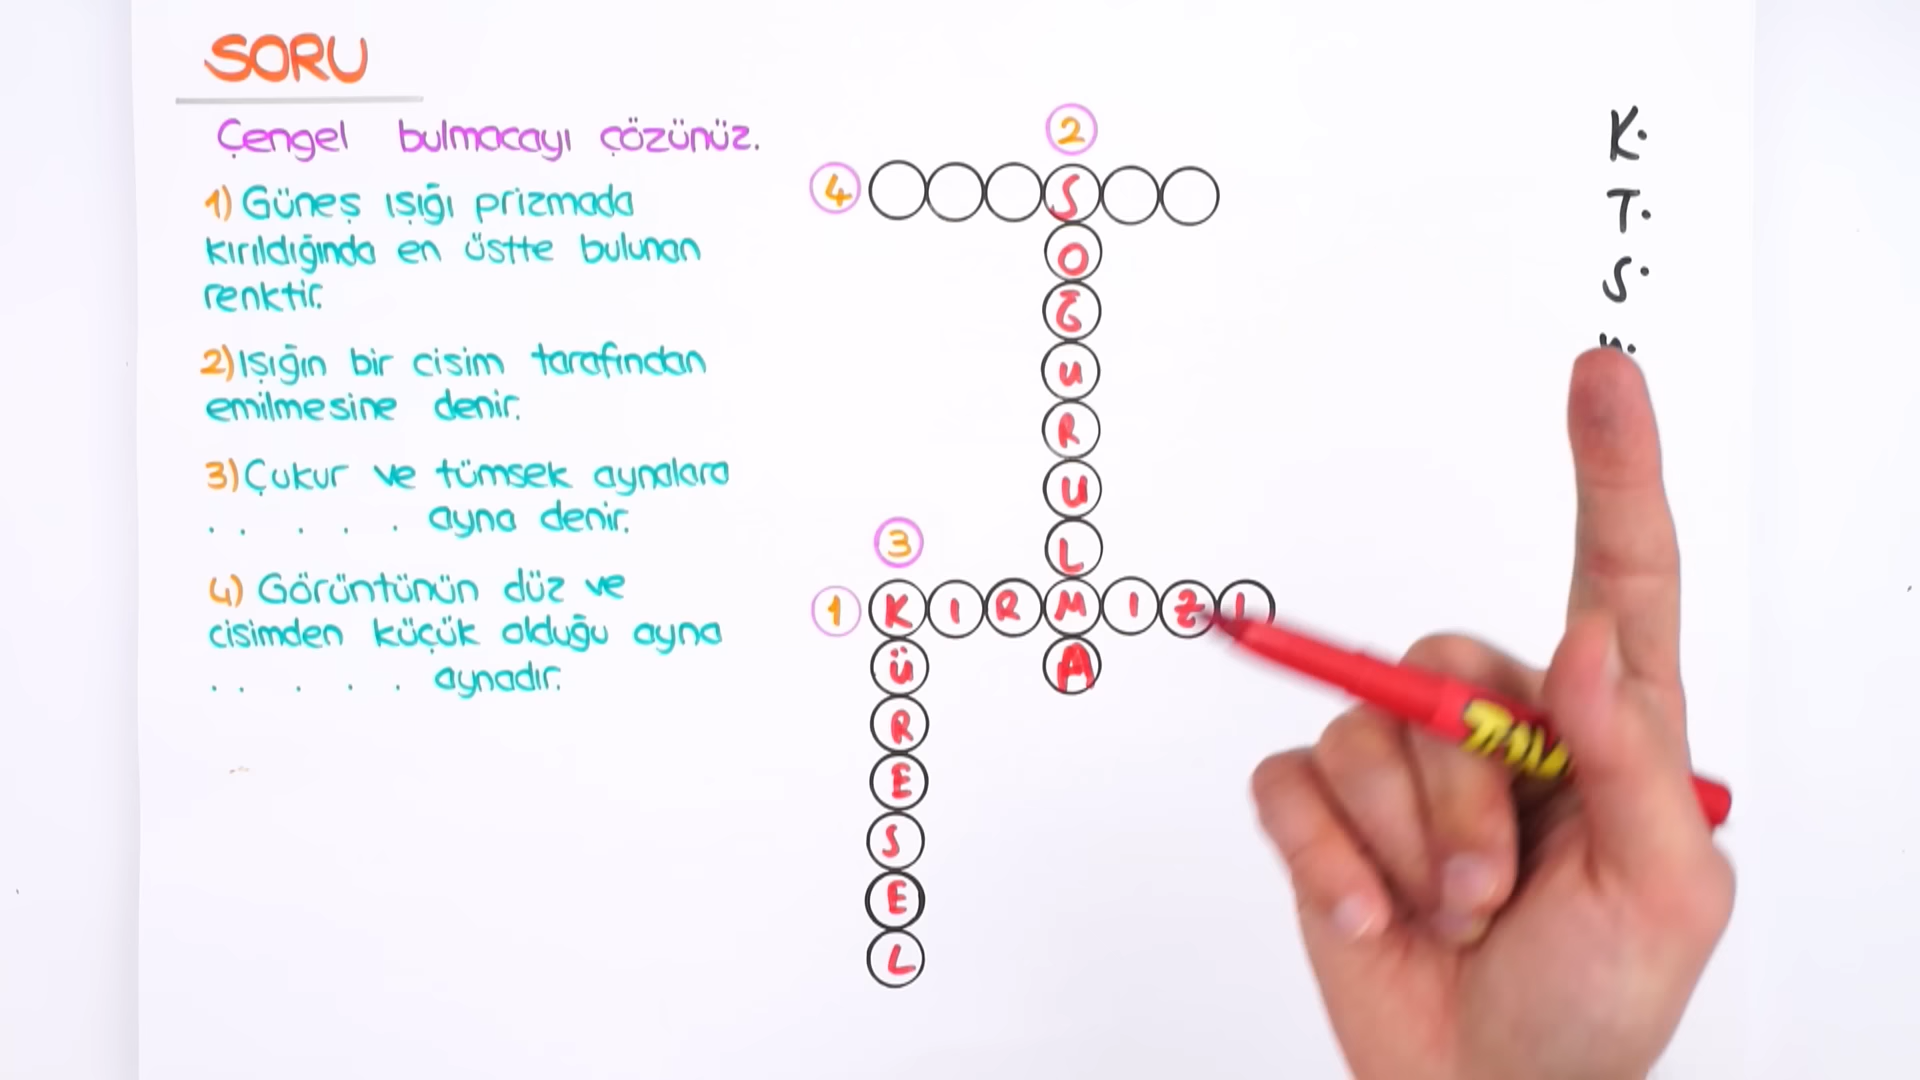 SORU
Çengel bulmacayı çözünüz.
1) Güneş ışığı prizmada
kırıldığında en üstte bulunan
renktir.
2) Işığın bir cisim tarafından
emilmesine denir.
3) Çukur ve tümsek aynalara
. . . . . ayna denir.
4) Görüntünün düz ve
cisimden küçük olduğu ayna
. . . . . aynadır.
2
4 S
O
Ğ
U
R
U
L
3
1 K I R M I Z I
Ü A
R
E
S
E
L
K.
T.
S.